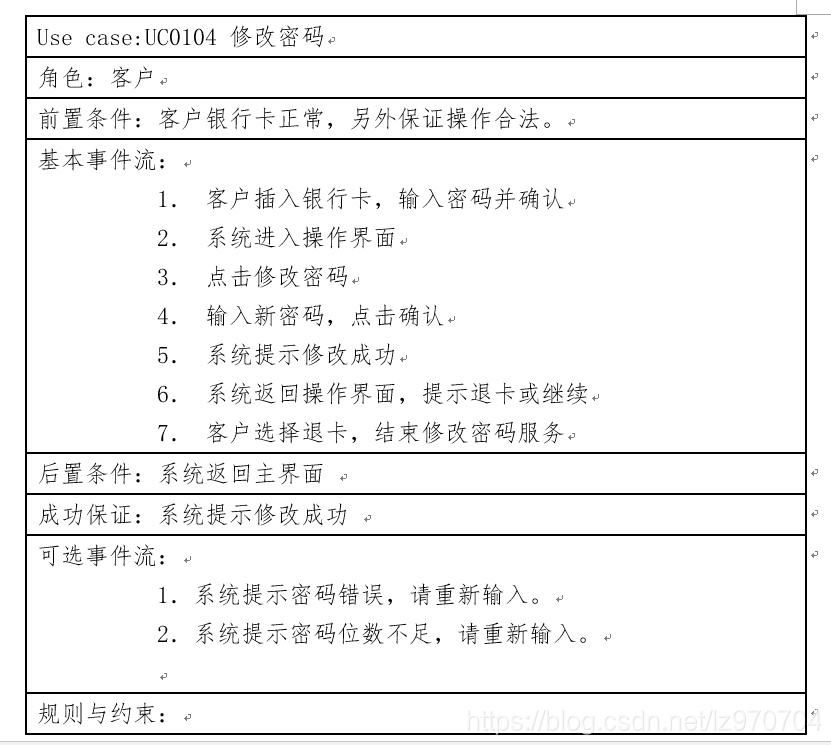 Use case:UC0104 修改密码
角色：客户
前置条件：客户银行卡正常，另外保证操作合法。
基本事件流：
1. 客户插入银行卡，输入密码并确认
2. 系统进入操作界面
3. 点击修改密码
4. 输入新密码，点击确认
5. 系统提示修改成功
6. 系统返回操作界面，提示退卡或继续
7. 客户选择退卡，结束修改密码服务
后置条件：系统返回主界面
成功保证：系统提示修改成功
可选事件流：
1. 系统提示密码错误，请重新输入。
2. 系统提示密码位数不足，请重新输入。
规则与约束：
https://blog.csdn.net/lz970704